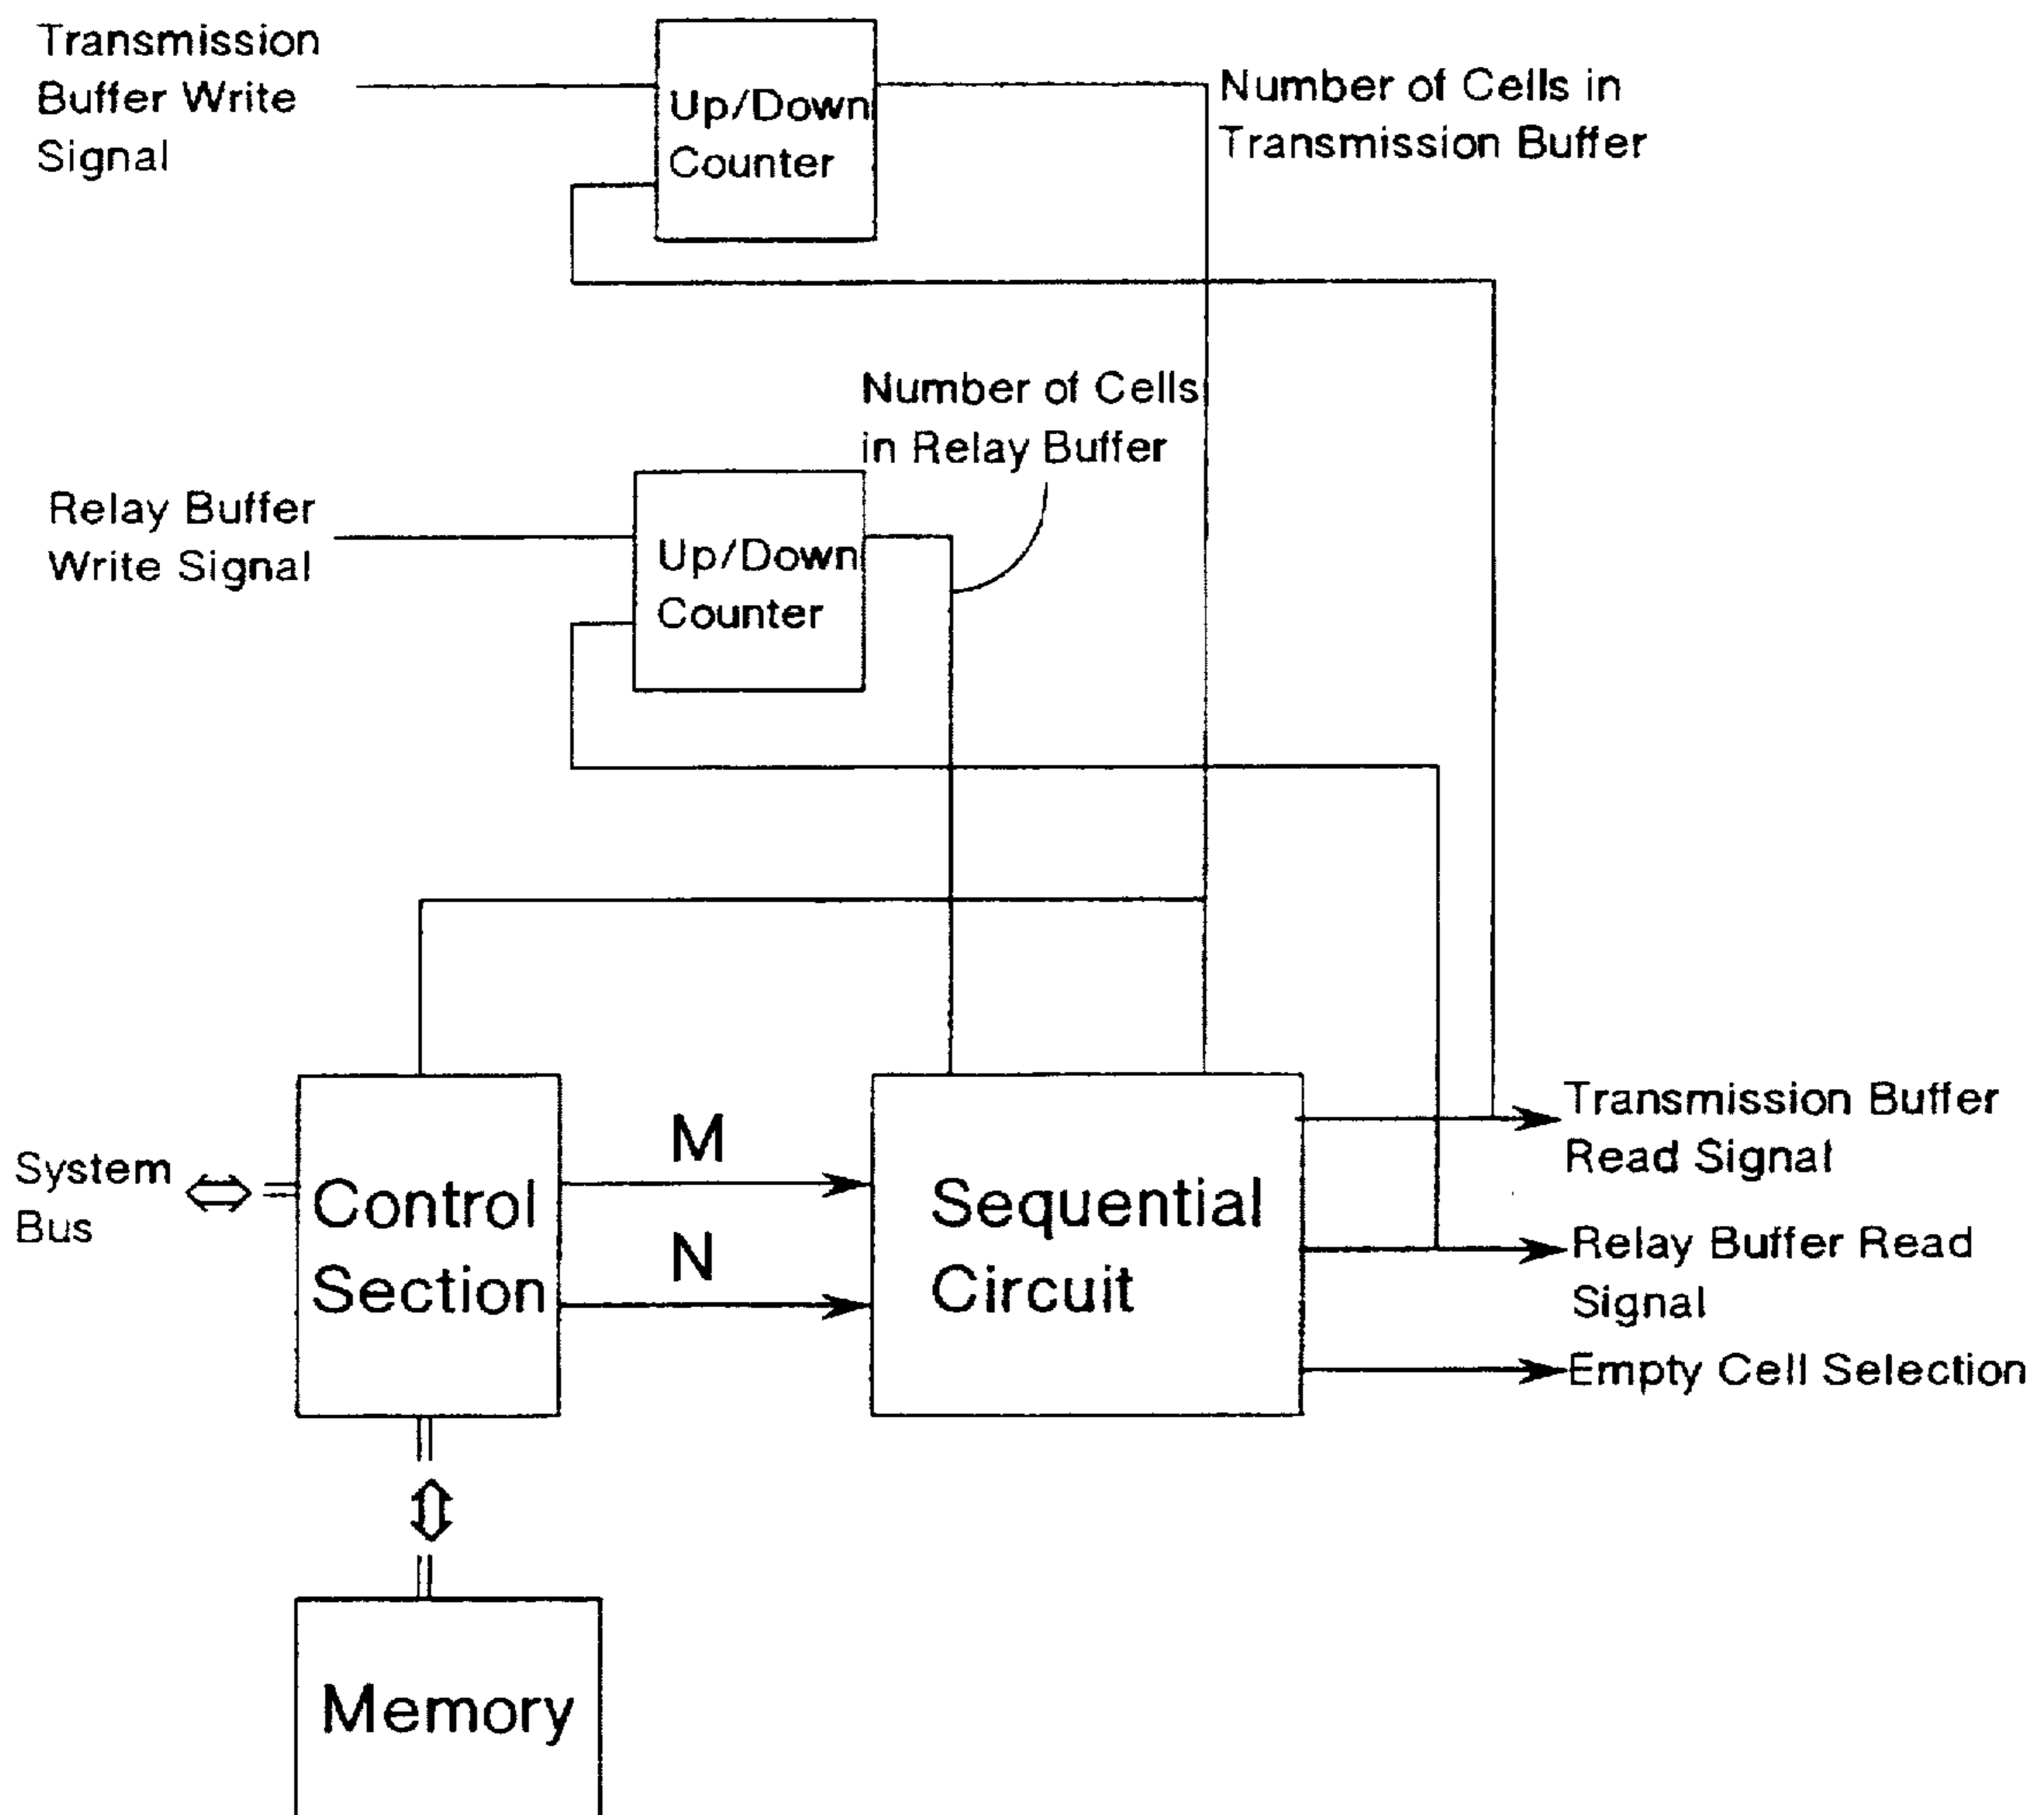 Transmission
Buffer Write
Signal
Up/Down
Counter
Number of Cells in
Transmission Buffer
Number of Cells
in Relay Buffer
Relay Buffer
Write Signal
Up/Down
Counter
System
Bus
Control
Section
M
N
Sequential
Circuit
Transmission Buffer
Read Signal
Relay Buffer Read
Signal
Empty Cell Selection
Memory